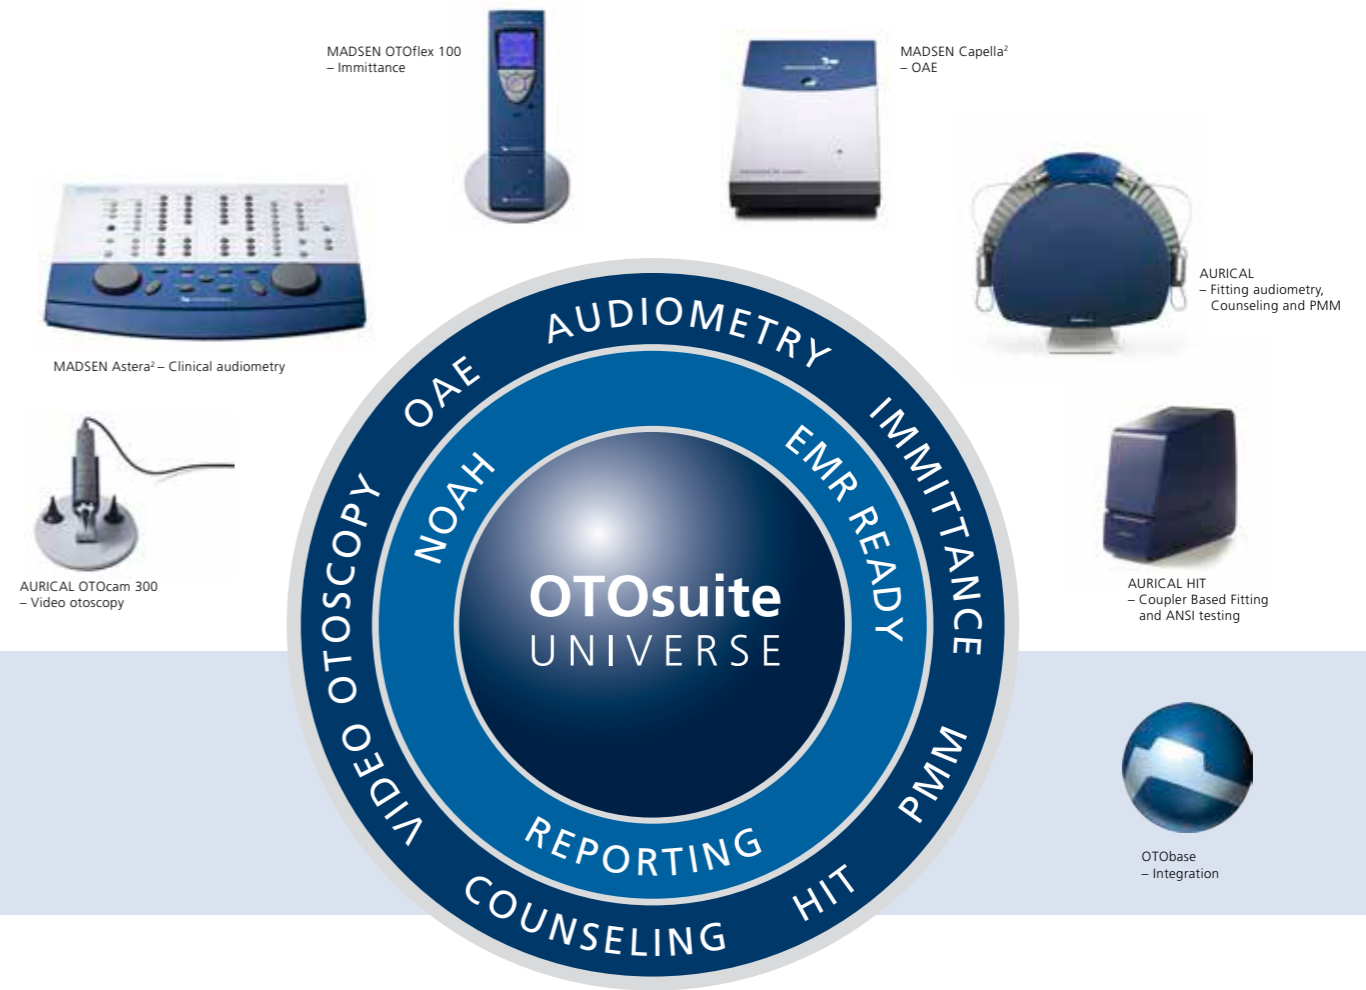 MADSEN OTOflex 100
– Immittance
MADSEN Capella²
– OAE
AURICAL
– Fitting audiometry,
Counseling and PMM
MADSEN Astera² – Clinical audiometry
AURICAL OTOcam 300
– Video otoscopy
AURICAL HIT
– Coupler Based Fitting
and ANSI testing
OTObase
– Integration
VIDEO OTOSCOPY
OAE
AUDIOMETRY
IMMITTANCE
PMM
HIT
COUNSELING
NOAH
EMR READY
REPORTING
OTOsuite
UNIVERSE